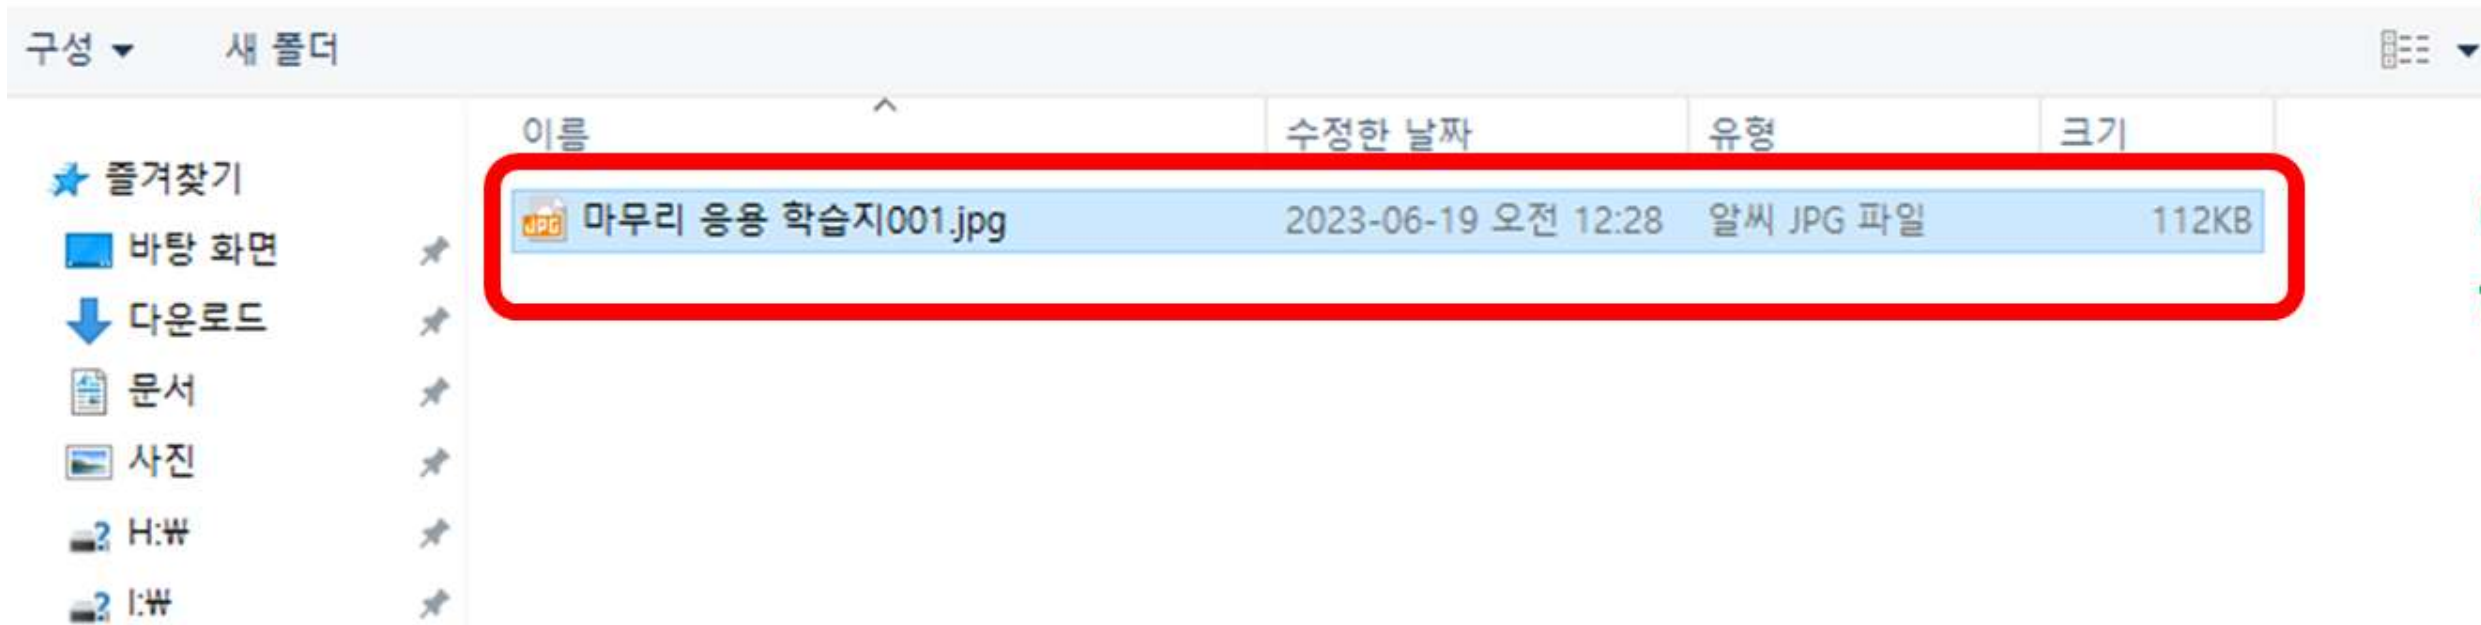 구성 새 폴더
이름 수정한 날짜 유형 크기
즐겨찾기
마무리 응용 학습지001.jpg 2023-06-19 오전 12:28 알씨 JPG 파일 112KB
바탕 화면
다운로드
문서
사진
H:₩
I:₩